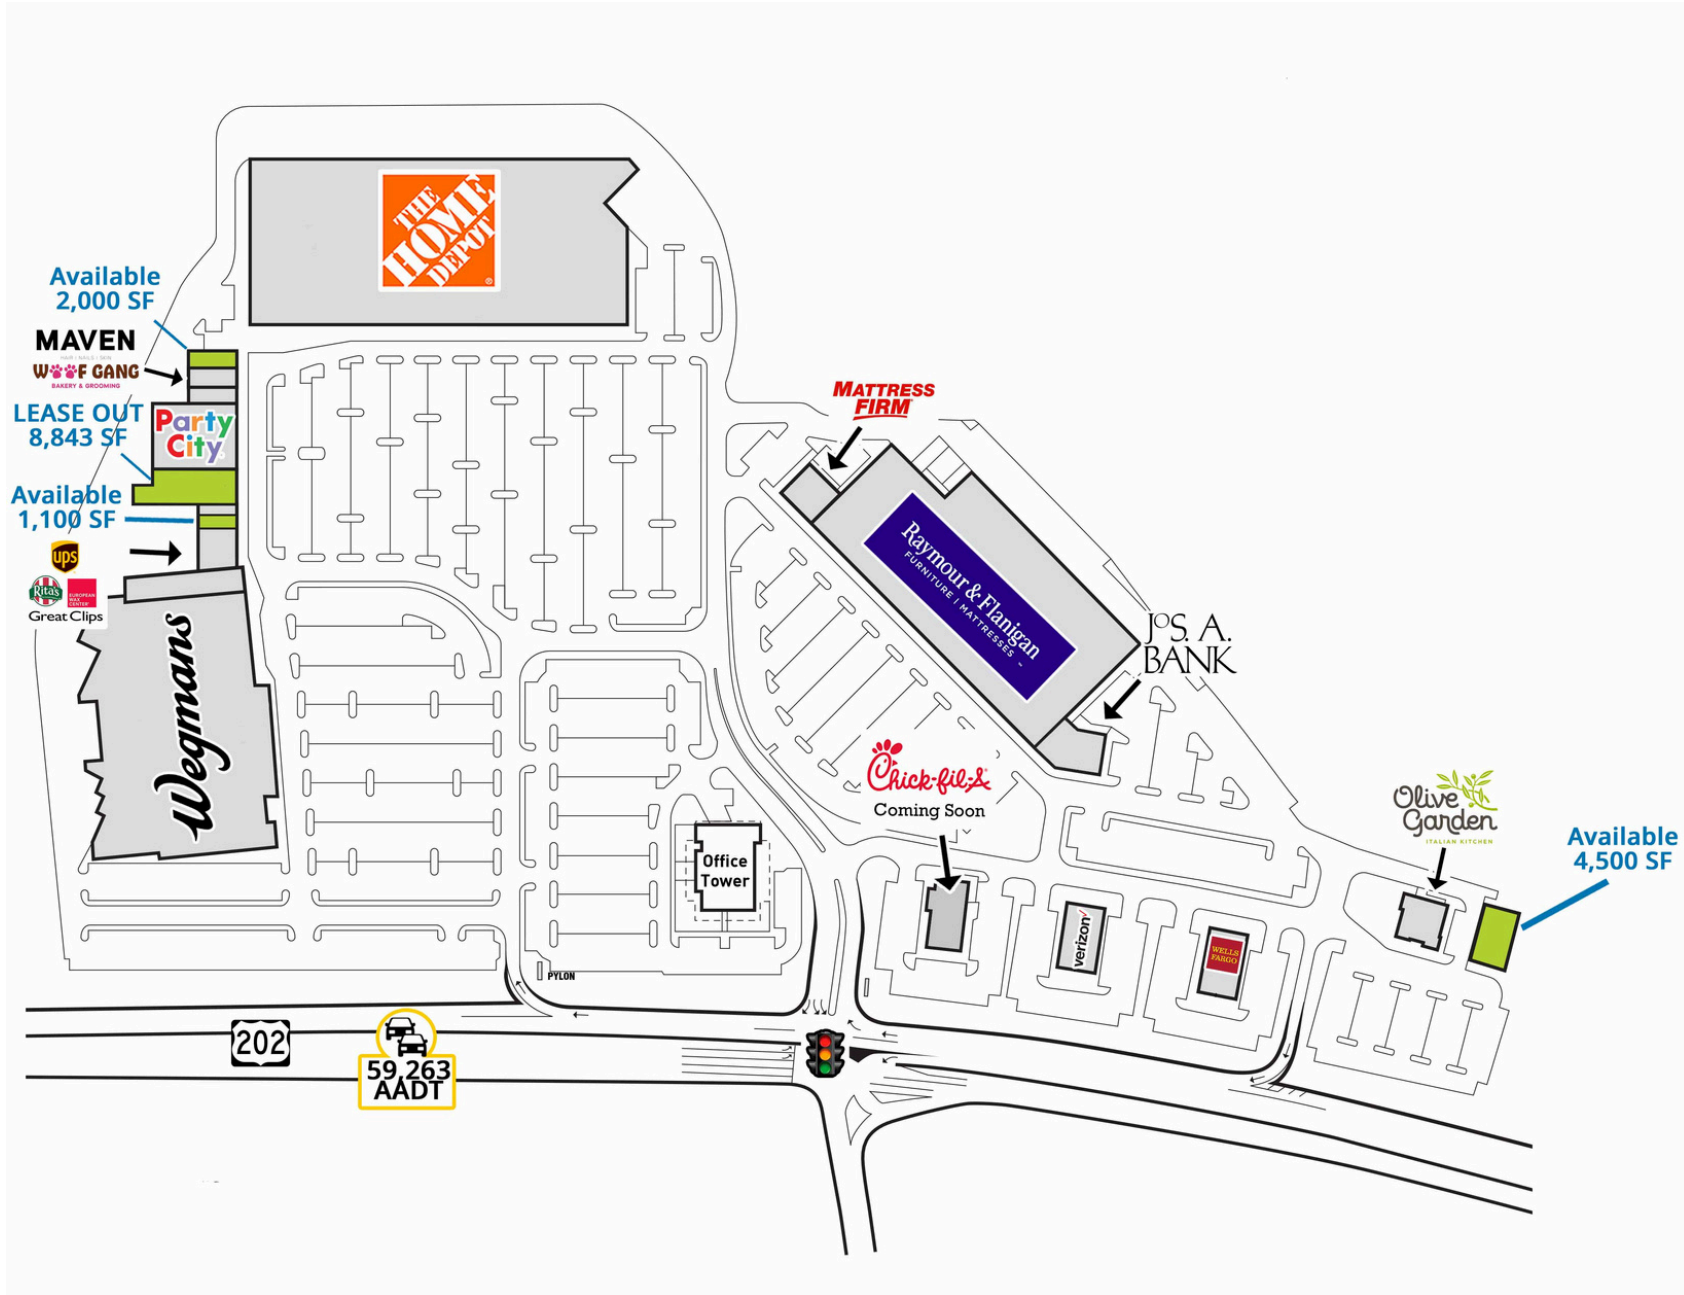 THE
HOME
DEPOT
Available
2,000 SF
MAVEN
HAIR | NAILS | SKIN
WOOF GANG
BAKERY & GROOMING
LEASE OUT
8,843 SF
Party
City
Available
1,100 SF
ups
Rita's
EUROPEAN
WAX
CENTER
Great Clips
Wegmans
MATTRESS
FIRM
Raymour & Flanigan
FURNITURE | MATTRESSES
JOS. A.
BANK
Chick-fil-A
Coming Soon
Olive
Garden
ITALIAN KITCHEN
Available
4,500 SF
Office
Tower
verizon
WELLS
FARGO
PYLON
202
59,263
AADT